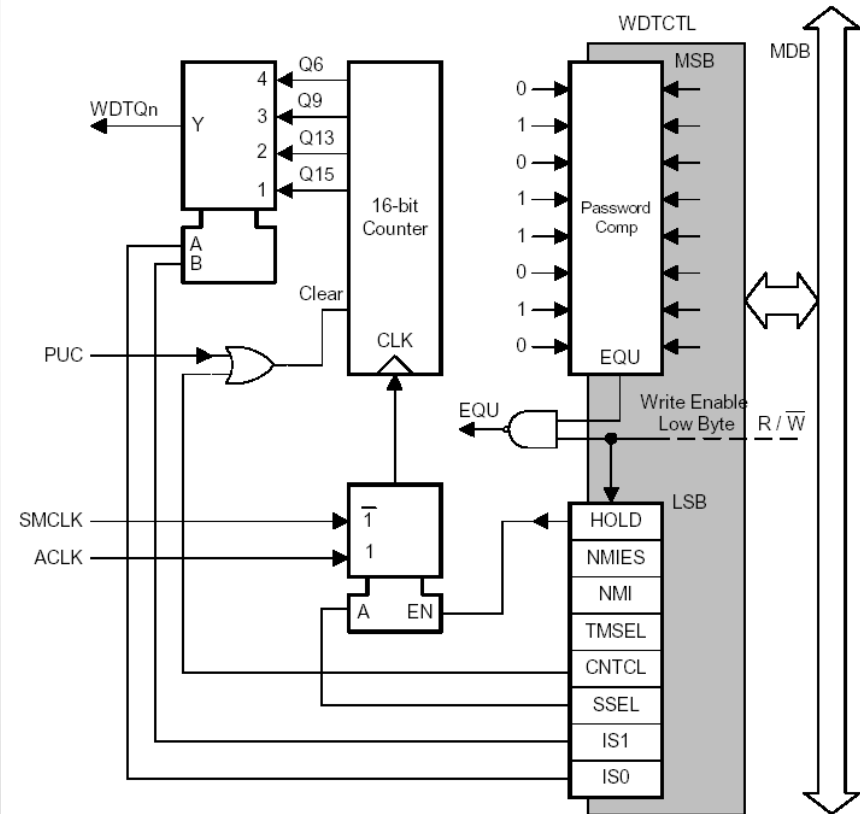 WDTCTL
MDB
MSB
Q6
4
0
Q9
WDTQn
Y
3
1
Q13
2
0
Q15
1
1
16-bit
Counter
Password
Comp
1
A
B
0
Clear
1
CLK
0
PUC
EQU
EQU
Write Enable
Low Byte
R / W̅
LSB
SMCLK
1̅
HOLD
ACLK
1
NMIES
NMI
A
EN
TMSEL
CNTCL
SSEL
IS1
IS0